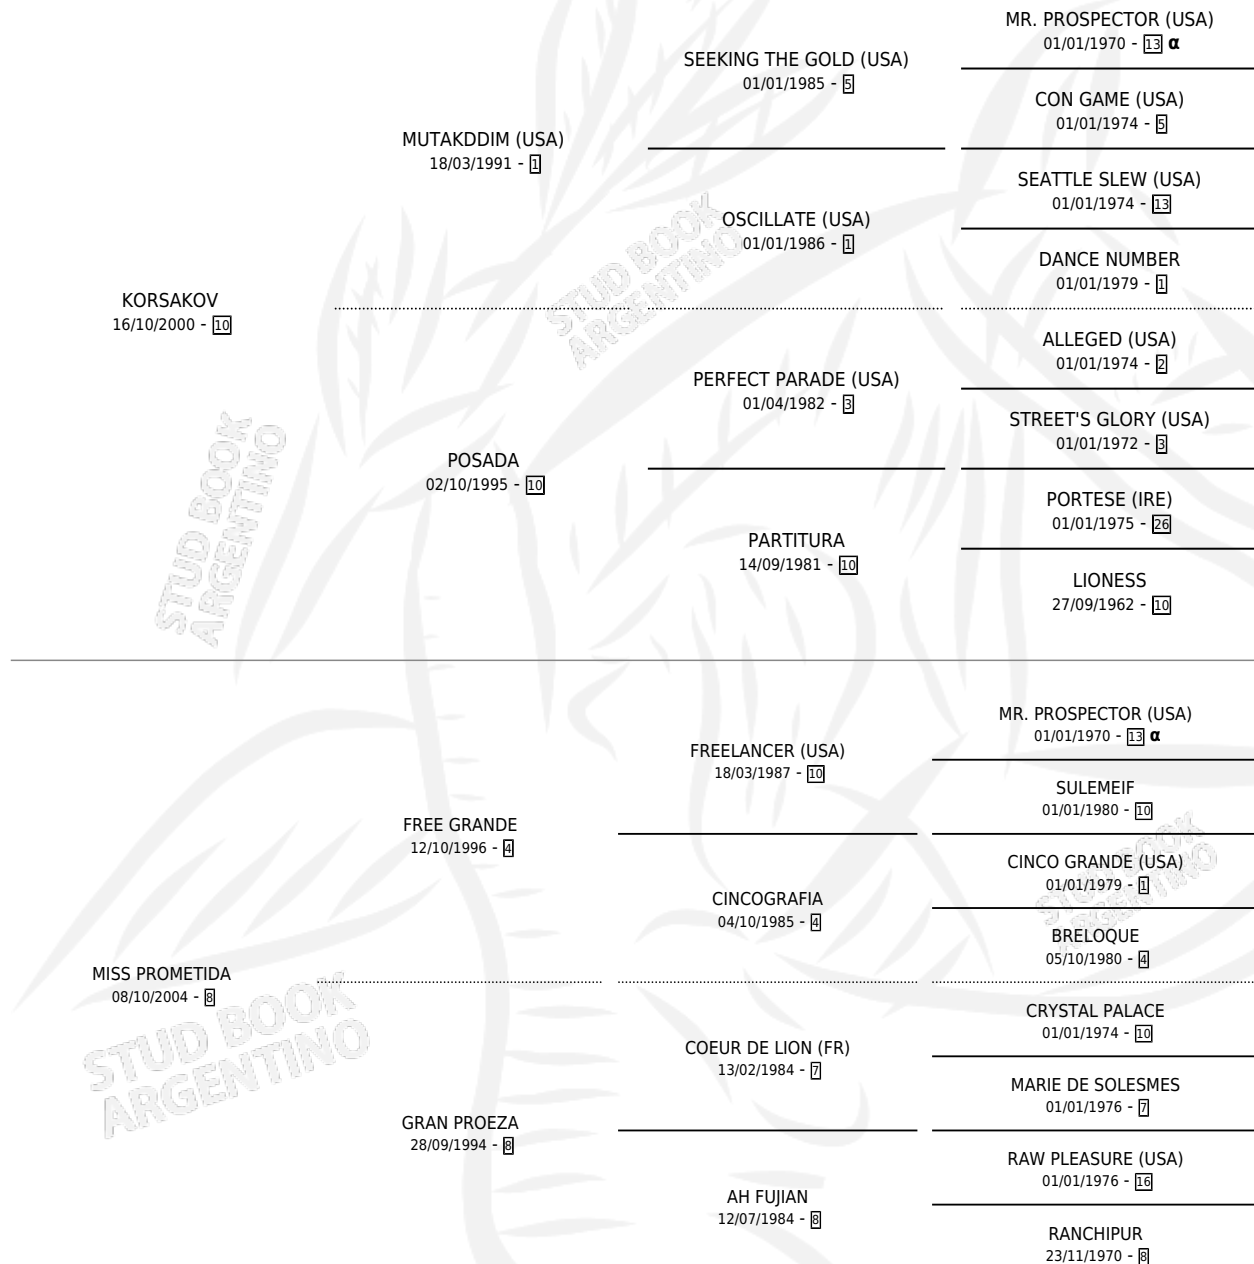 MR. PROSPECTOR (USA)
01/01/1970 - 13 α
SEEKING THE GOLD (USA)
01/01/1985 - 5
CON GAME (USA)
01/01/1974 - 5
MUTAKDDIM (USA)
18/03/1991 - 1
SEATTLE SLEW (USA)
01/01/1974 - 13
OSCILLATE (USA)
01/01/1986 - 1
DANCE NUMBER
01/01/1979 - 1
KORSAKOV
16/10/2000 - 10
ALLEGED (USA)
01/01/1974 - 2
PERFECT PARADE (USA)
01/04/1982 - 3
STREET'S GLORY (USA)
01/01/1972 - 3
POSADA
02/10/1995 - 10
PORTESE (IRE)
01/01/1975 - 26
PARTITURA
14/09/1981 - 10
LIONESS
27/09/1962 - 10
MR. PROSPECTOR (USA)
01/01/1970 - 13 α
FREELANCER (USA)
18/03/1987 - 10
SULEMEIF
01/01/1980 - 10
FREE GRANDE
12/10/1996 - 4
CINCO GRANDE (USA)
01/01/1979 - 1
CINCOGRAFIA
04/10/1985 - 4
BRELOQUE
05/10/1980 - 4
MISS PROMETIDA
08/10/2004 - 8
CRYSTAL PALACE
01/01/1974 - 10
COEUR DE LION (FR)
13/02/1984 - 7
MARIE DE SOLESMES
01/01/1976 - 7
GRAN PROEZA
28/09/1994 - 8
RAW PLEASURE (USA)
01/01/1976 - 16
AH FUJIAN
12/07/1984 - 8
RANCHIPUR
23/11/1970 - 8
STUD BOOK
ARGENTINO
STUD BOOK
ARGENTINO
STUD BOOK
ARGENTINO
STUD BOOK
ARGENTINO